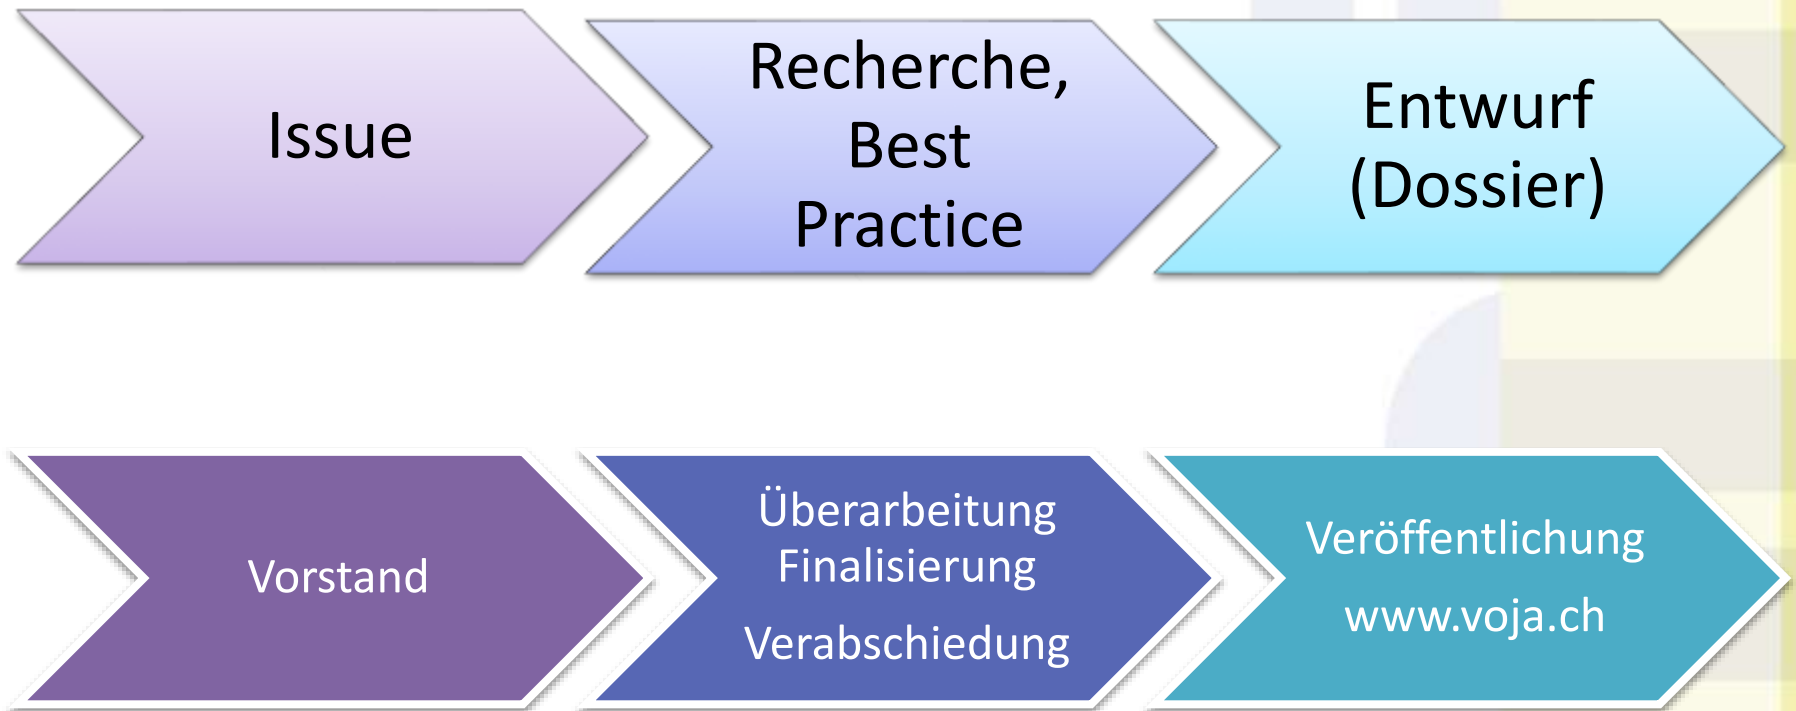 Issue
Recherche,
Best
Practice
Entwurf
(Dossier)
Vorstand
Überarbeitung
Finalisierung
Verabschiedung
Veröffentlichung
www.voja.ch